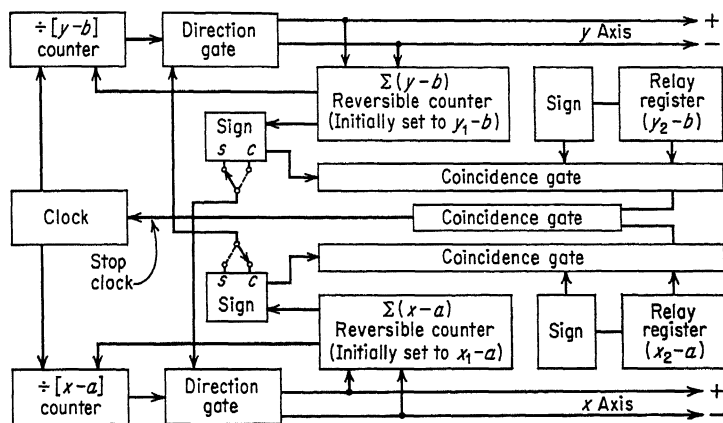 ÷[y-b]
counter
Direction
gate
y Axis
+
−
Σ(y-b)
Reversible counter
(Initially set to y₁-b)
Sign
Relay
register
(y₂-b)
Sign
s c
Coincidence gate
Clock
Coincidence gate
Stop
clock
Coincidence gate
s c
Sign
Σ(x-a)
Reversible counter
(Initially set to x₁-a)
Sign
Relay
register
(x₂-a)
÷[x-a]
counter
Direction
gate
+
x Axis
−